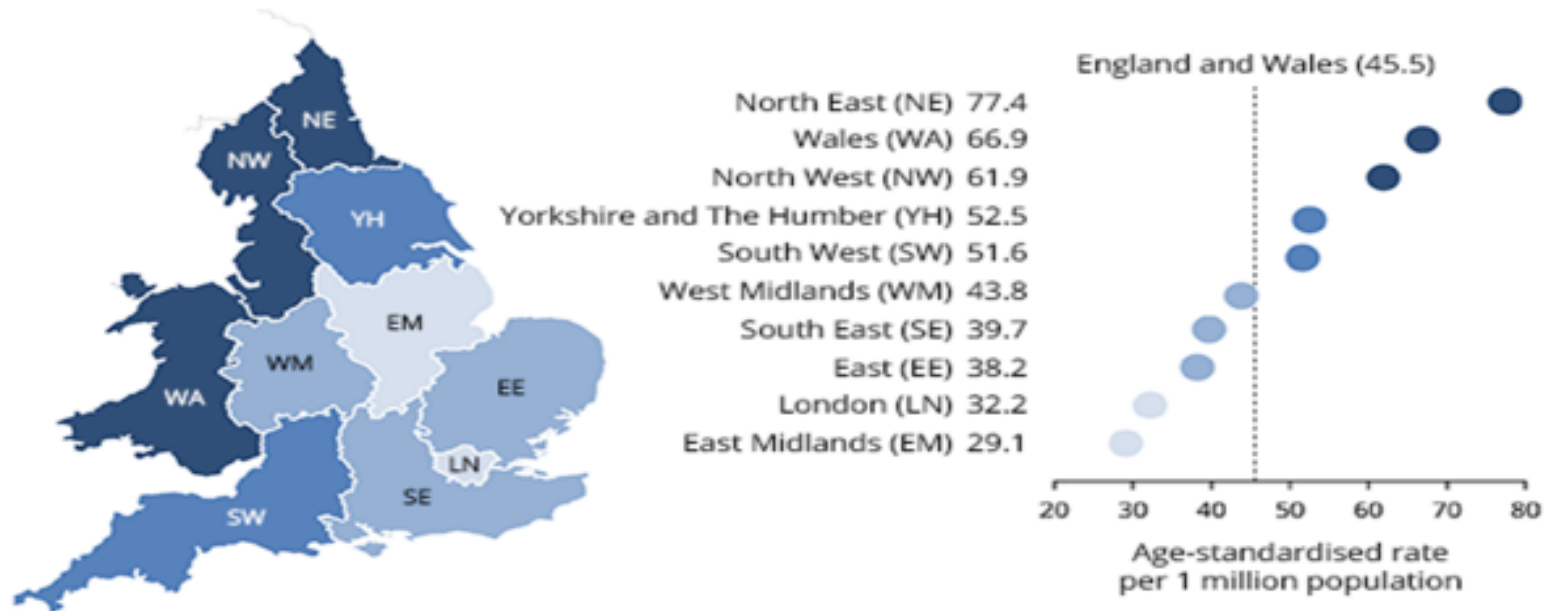 NE
NW
YH
EM
WM
EE
WA
LN
SE
SW
England and Wales (45.5)
North East (NE) 77.4
Wales (WA) 66.9
North West (NW) 61.9
Yorkshire and The Humber (YH) 52.5
South West (SW) 51.6
West Midlands (WM) 43.8
South East (SE) 39.7
East (EE) 38.2
London (LN) 32.2
East Midlands (EM) 29.1
20 30 40 50 60 70 80
Age-standardised rate
per 1 million population